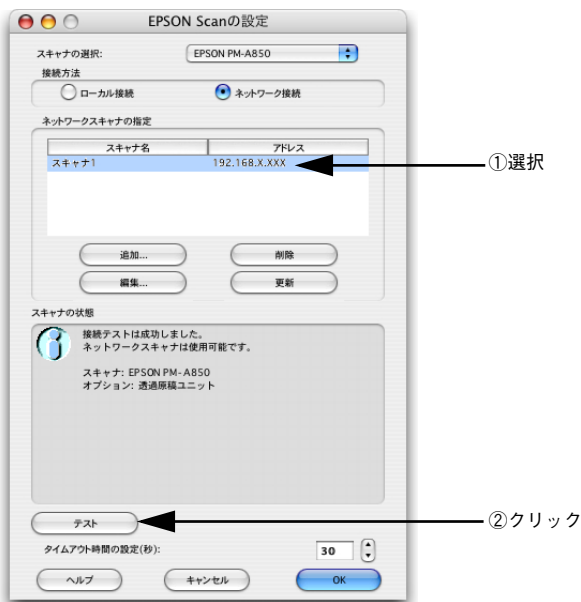 EPSON Scanの設定
スキャナの選択: EPSON PM-A850
接続方法
ローカル接続 ネットワーク接続
ネットワークスキャナの指定
スキャナ名 アドレス
スキャナ1 192.168.X.XXX
①選択
追加... 削除
編集... 更新
スキャナの状態
接続テストは成功しました。
ネットワークスキャナは使用可能です。
スキャナ: EPSON PM-A850
オプション: 透過原稿ユニット
テスト
②クリック
タイムアウト時間の設定(秒): 30
ヘルプ キャンセル OK